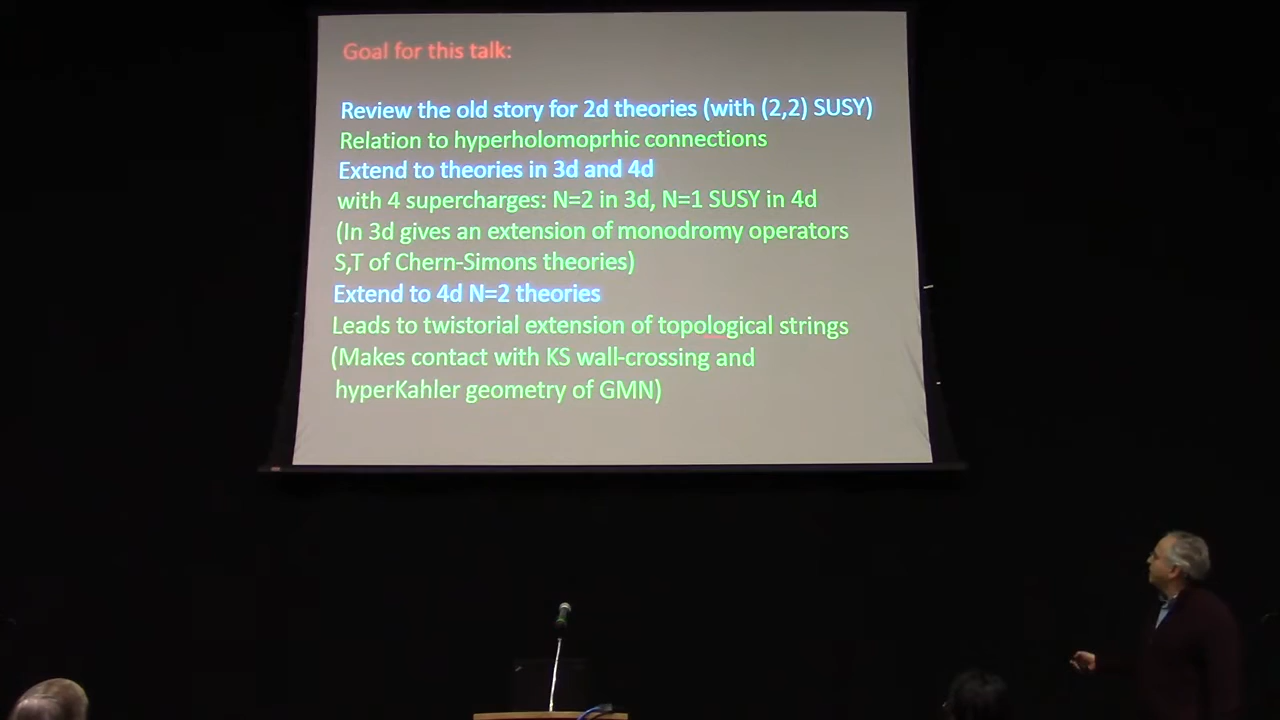 Goal for this talk:
Review the old story for 2d theories (with (2,2) SUSY)
Relation to hyperholomoprhic connections
Extend to theories in 3d and 4d
with 4 supercharges: N=2 in 3d, N=1 SUSY in 4d
(In 3d gives an extension of monodromy operators
S,T of Chern-Simons theories)
Extend to 4d N=2 theories
Leads to twistorial extension of topological strings
(Makes contact with KS wall-crossing and
hyperKahler geometry of GMN)